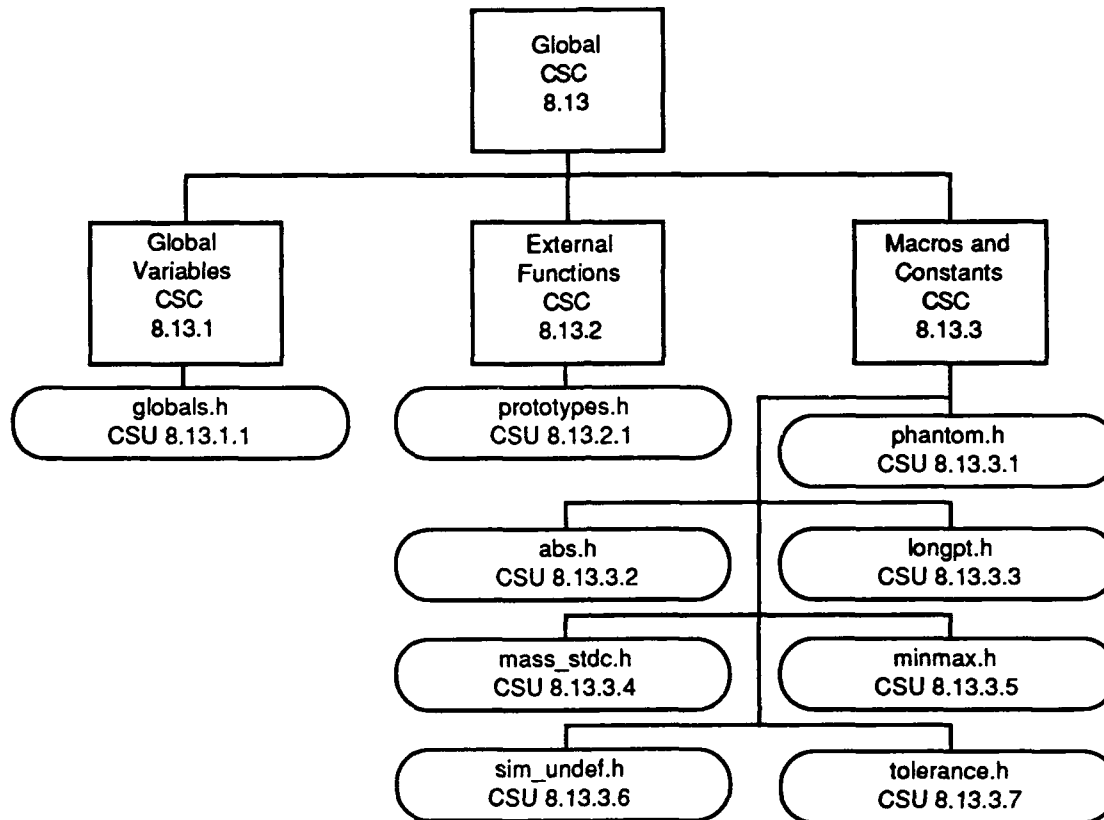 Global
CSC
8.13
Global
Variables
CSC
8.13.1
External
Functions
CSC
8.13.2
Macros and
Constants
CSC
8.13.3
globals.h
CSU 8.13.1.1
prototypes.h
CSU 8.13.2.1
phantom.h
CSU 8.13.3.1
abs.h
CSU 8.13.3.2
longpt.h
CSU 8.13.3.3
mass_stdc.h
CSU 8.13.3.4
minmax.h
CSU 8.13.3.5
sim_undef.h
CSU 8.13.3.6
tolerance.h
CSU 8.13.3.7